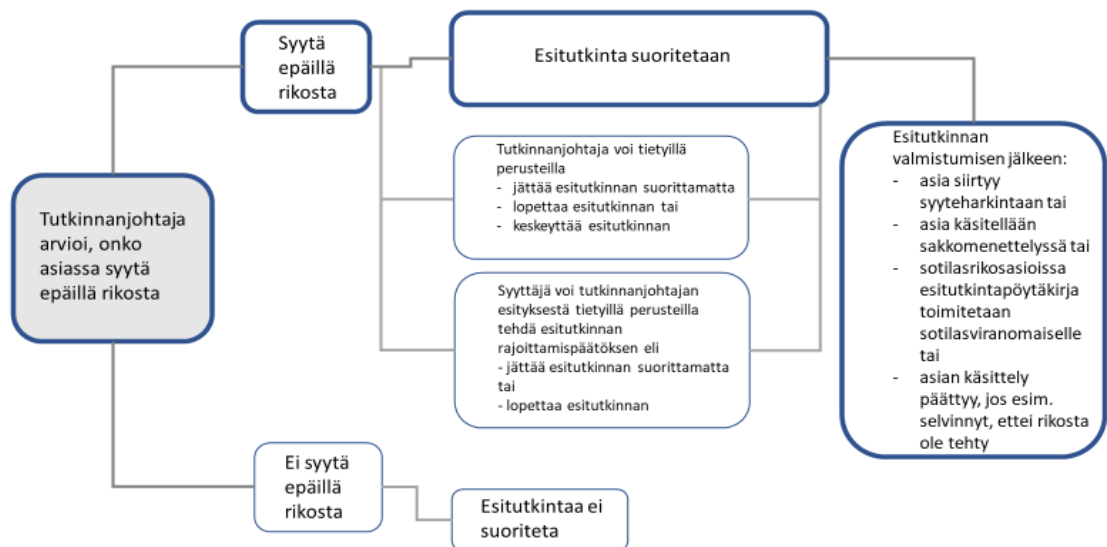 Tutkinnanjohtaja
arvioi, onko
asiassa syytä
epäillä rikosta
Syytä
epäillä
rikosta
Esitutkinta suoritetaan
Tutkinnanjohtaja voi tietyillä
perusteilla
- jättää esitutkinnan suorittamatta
- lopettaa esitutkinnan tai
- keskeyttää esitutkinnan
Syyttäjä voi tutkinnanjohtajan
esityksestä tietyillä perusteilla
tehdä esitutkinnan
rajoittamispäätöksen eli
- jättää esitutkinnan suorittamatta
tai
- lopettaa esitutkinnan
Esitutkinnan
valmistumisen jälkeen:
- asia siirtyy
syyteharkintaan tai
- asia käsitellään
sakkomenettelyssä tai
- sotilasrikosasioissa
esitutkintapöytäkirja
toimitetaan
sotilasviranomaiselle
tai
- asian käsittely
päättyy, jos esim.
selvinnyt, ettei rikosta
ole tehty
Ei syytä
epäillä
rikosta
Esitutkintaa ei
suoriteta